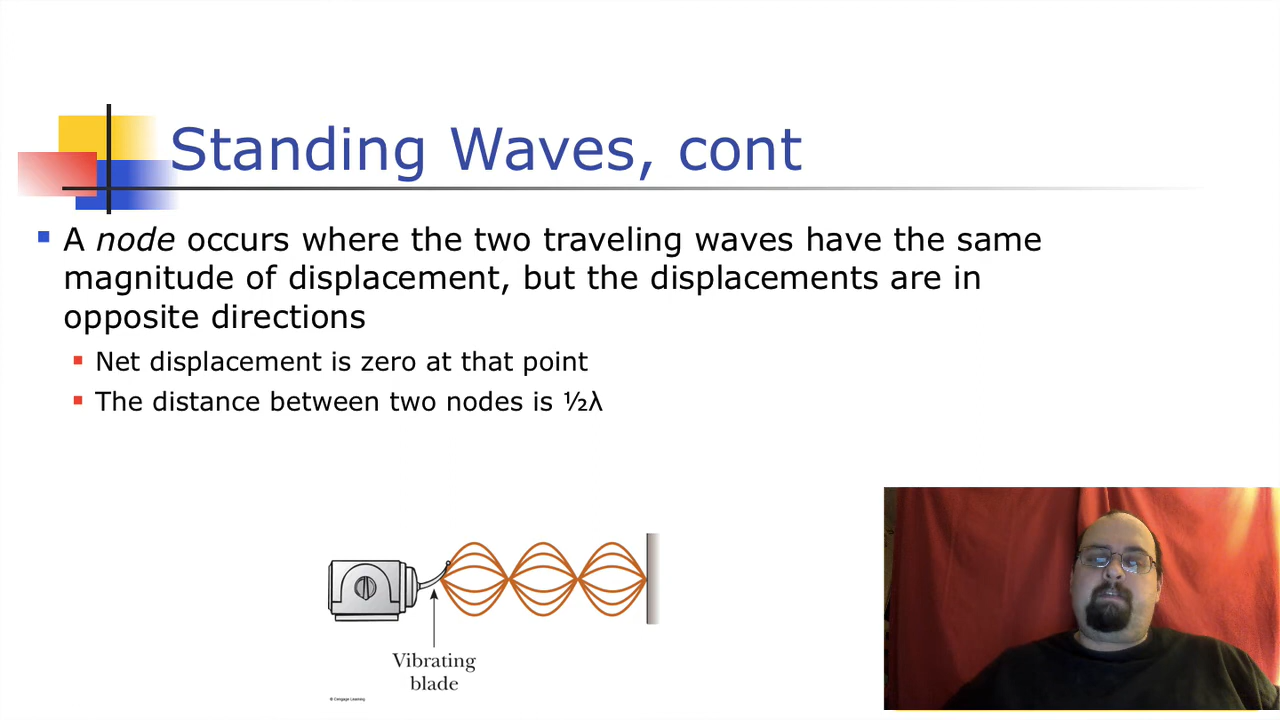 Standing Waves, cont
A node occurs where the two traveling waves have the same
magnitude of displacement, but the displacements are in
opposite directions
Net displacement is zero at that point
The distance between two nodes is ½λ
Vibrating
blade
© Cengage Learning